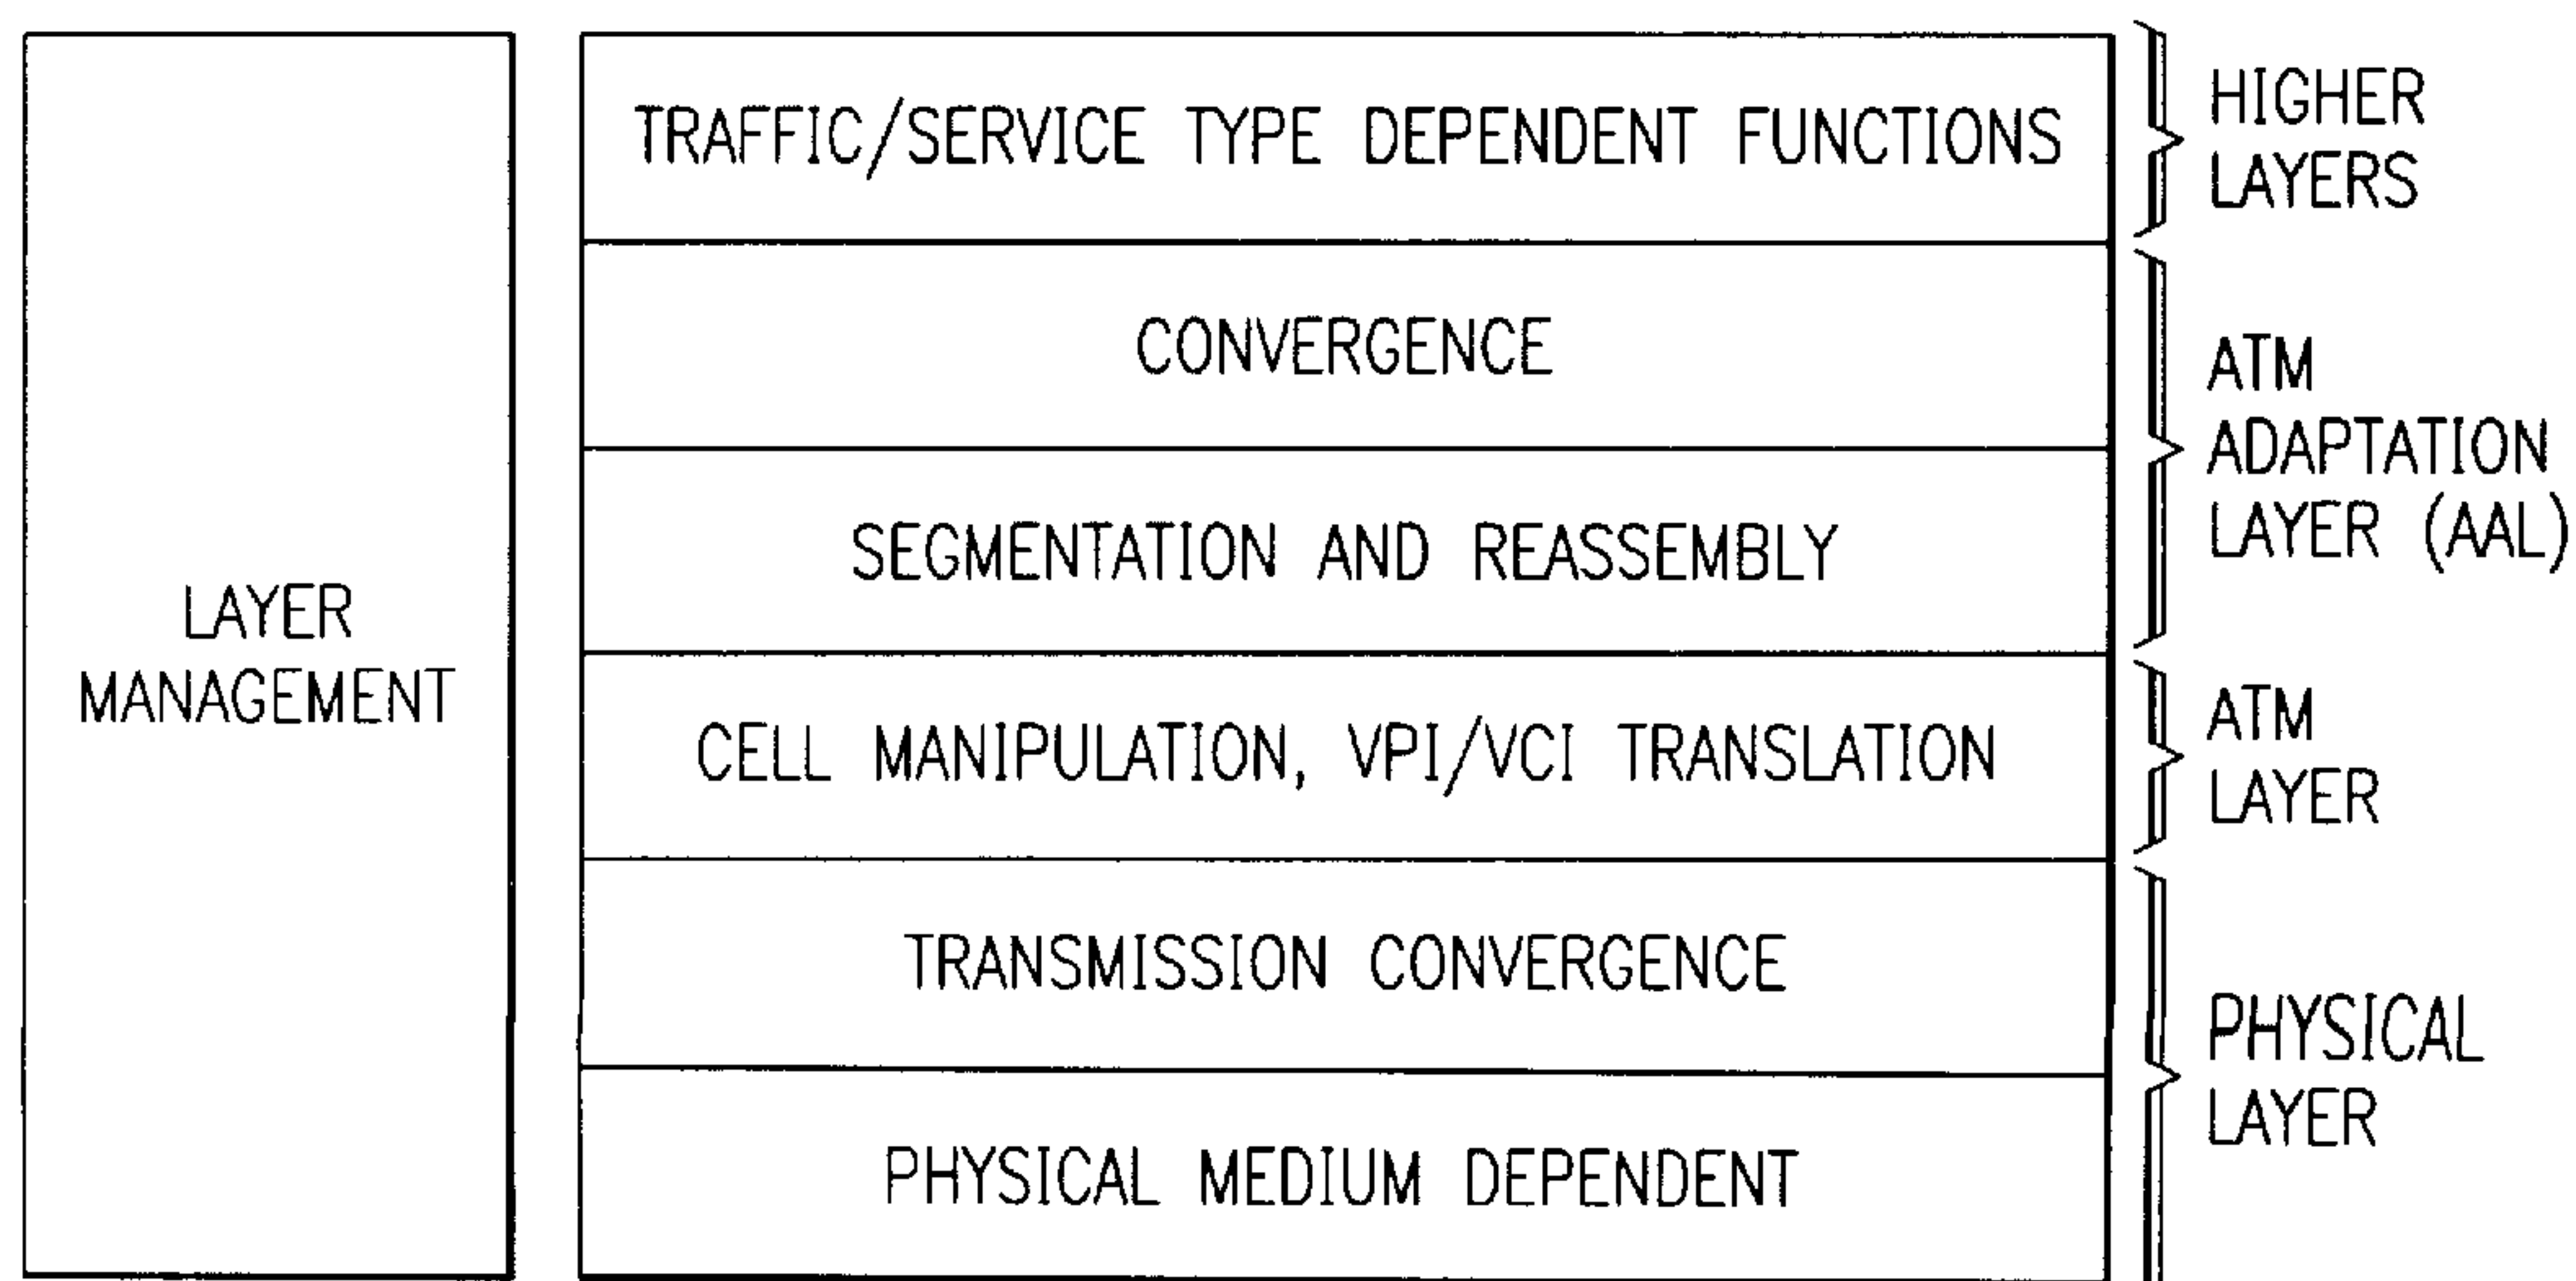 LAYER
MANAGEMENT
TRAFFIC/SERVICE TYPE DEPENDENT FUNCTIONS
CONVERGENCE
SEGMENTATION AND REASSEMBLY
CELL MANIPULATION, VPI/VCI TRANSLATION
TRANSMISSION CONVERGENCE
PHYSICAL MEDIUM DEPENDENT
HIGHER
LAYERS
ATM
ADAPTATION
LAYER (AAL)
ATM
LAYER
PHYSICAL
LAYER